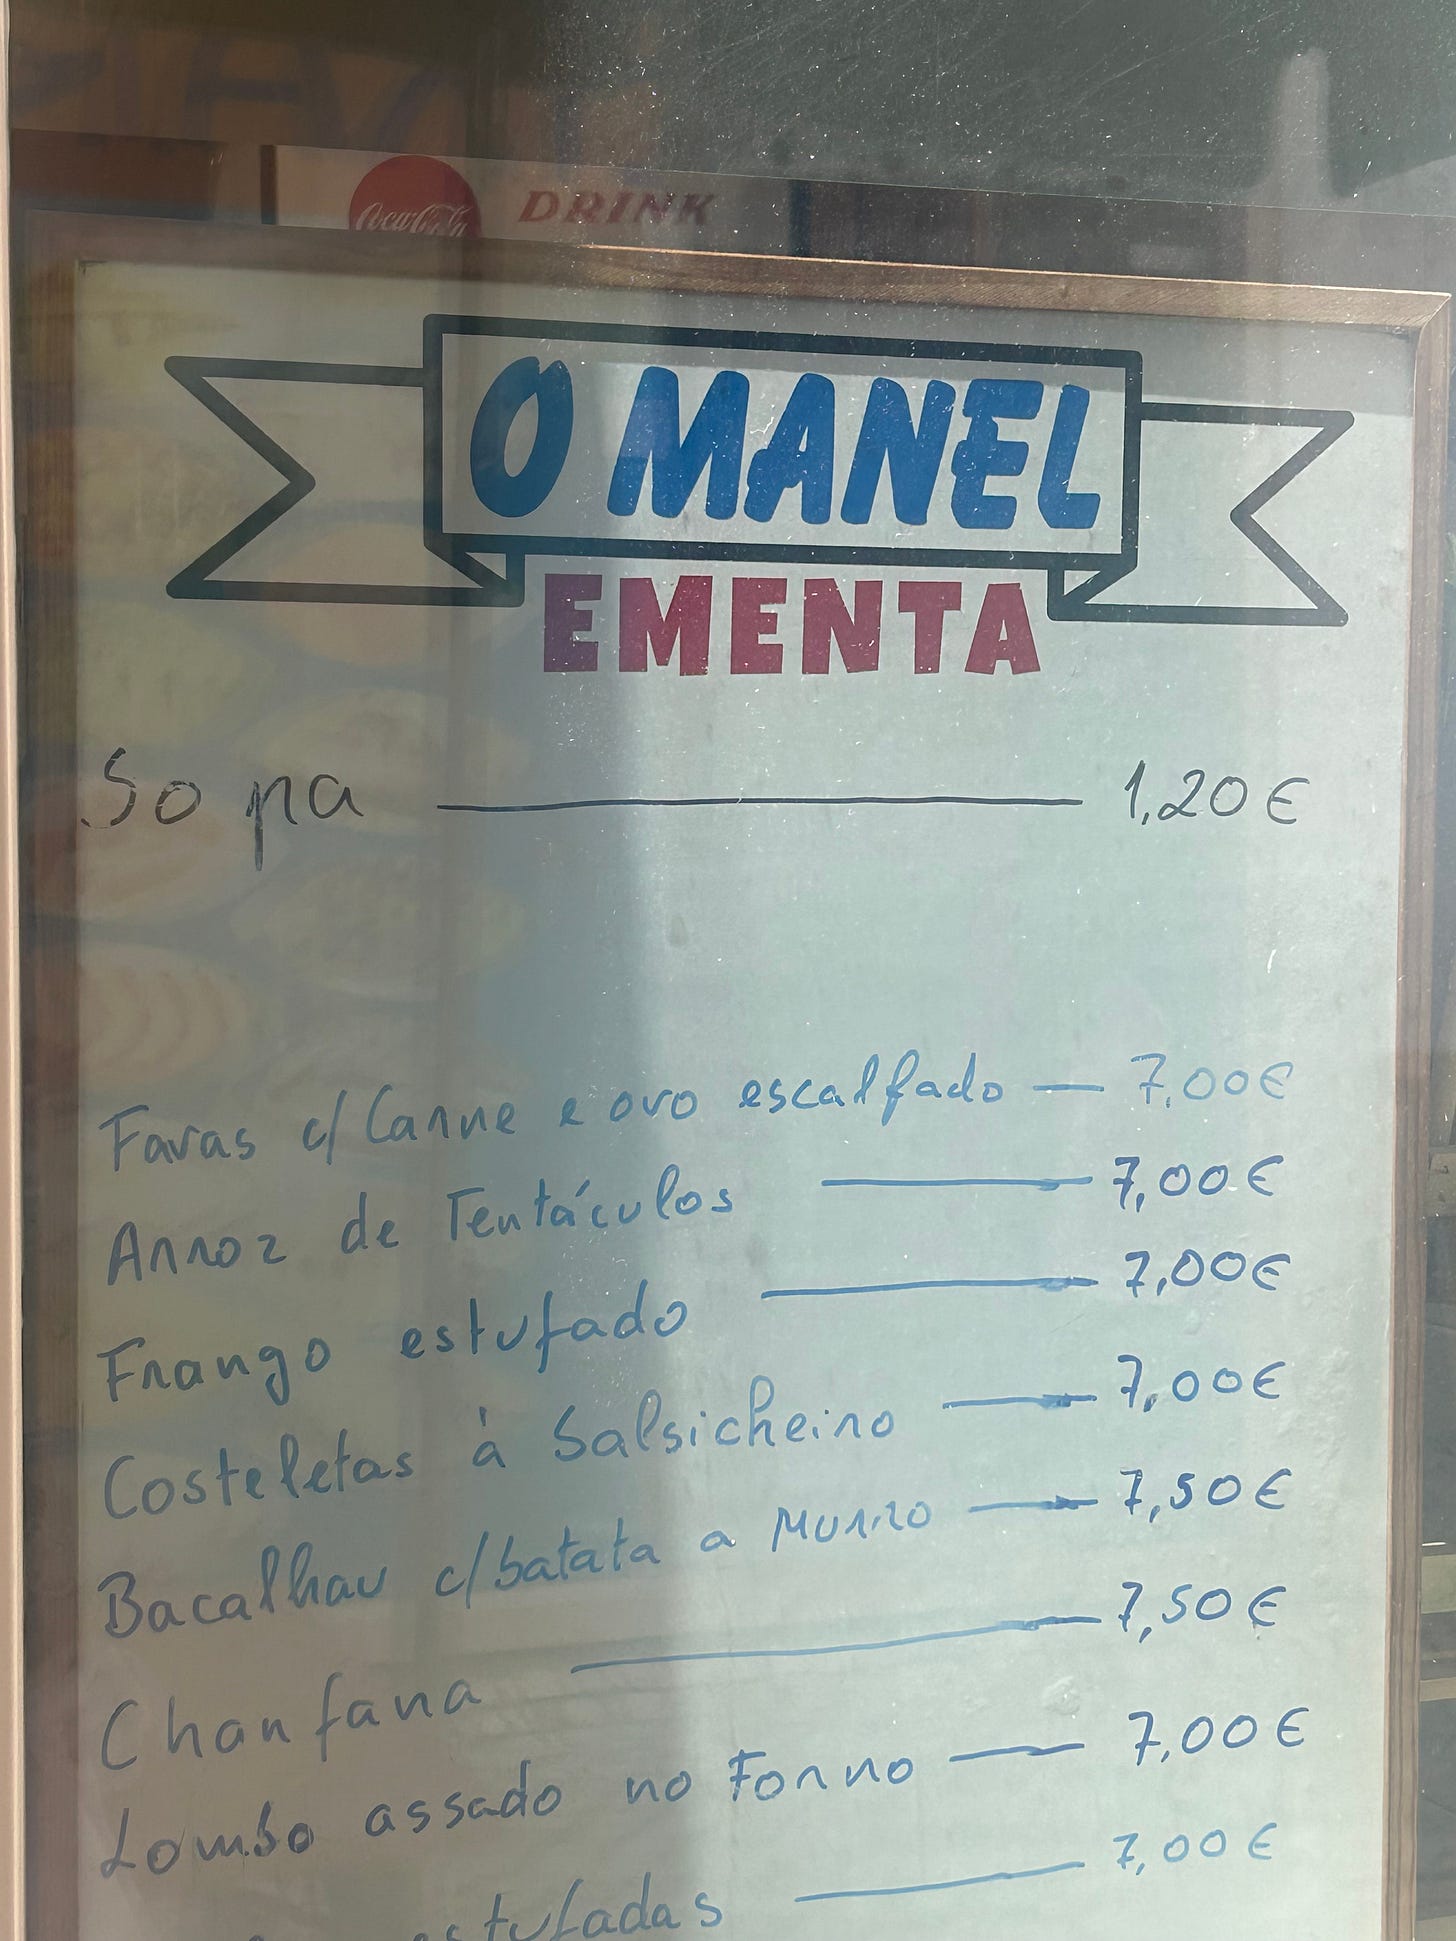 Coca-Cola DRINK
O MANEL
EMENTA
Sopa 1,20€
Favas c/ Carne e ovo escalfado 7,00€
Arroz de Tentáculos 7,00€
Frango estufado 7,00€
Costeletas à Salsicheiro 7,00€
Bacalhau c/batata a Murro 7,50€
Chanfana 7,50€
Lombo assado no Forno 7,00€
estufadas 7,00€